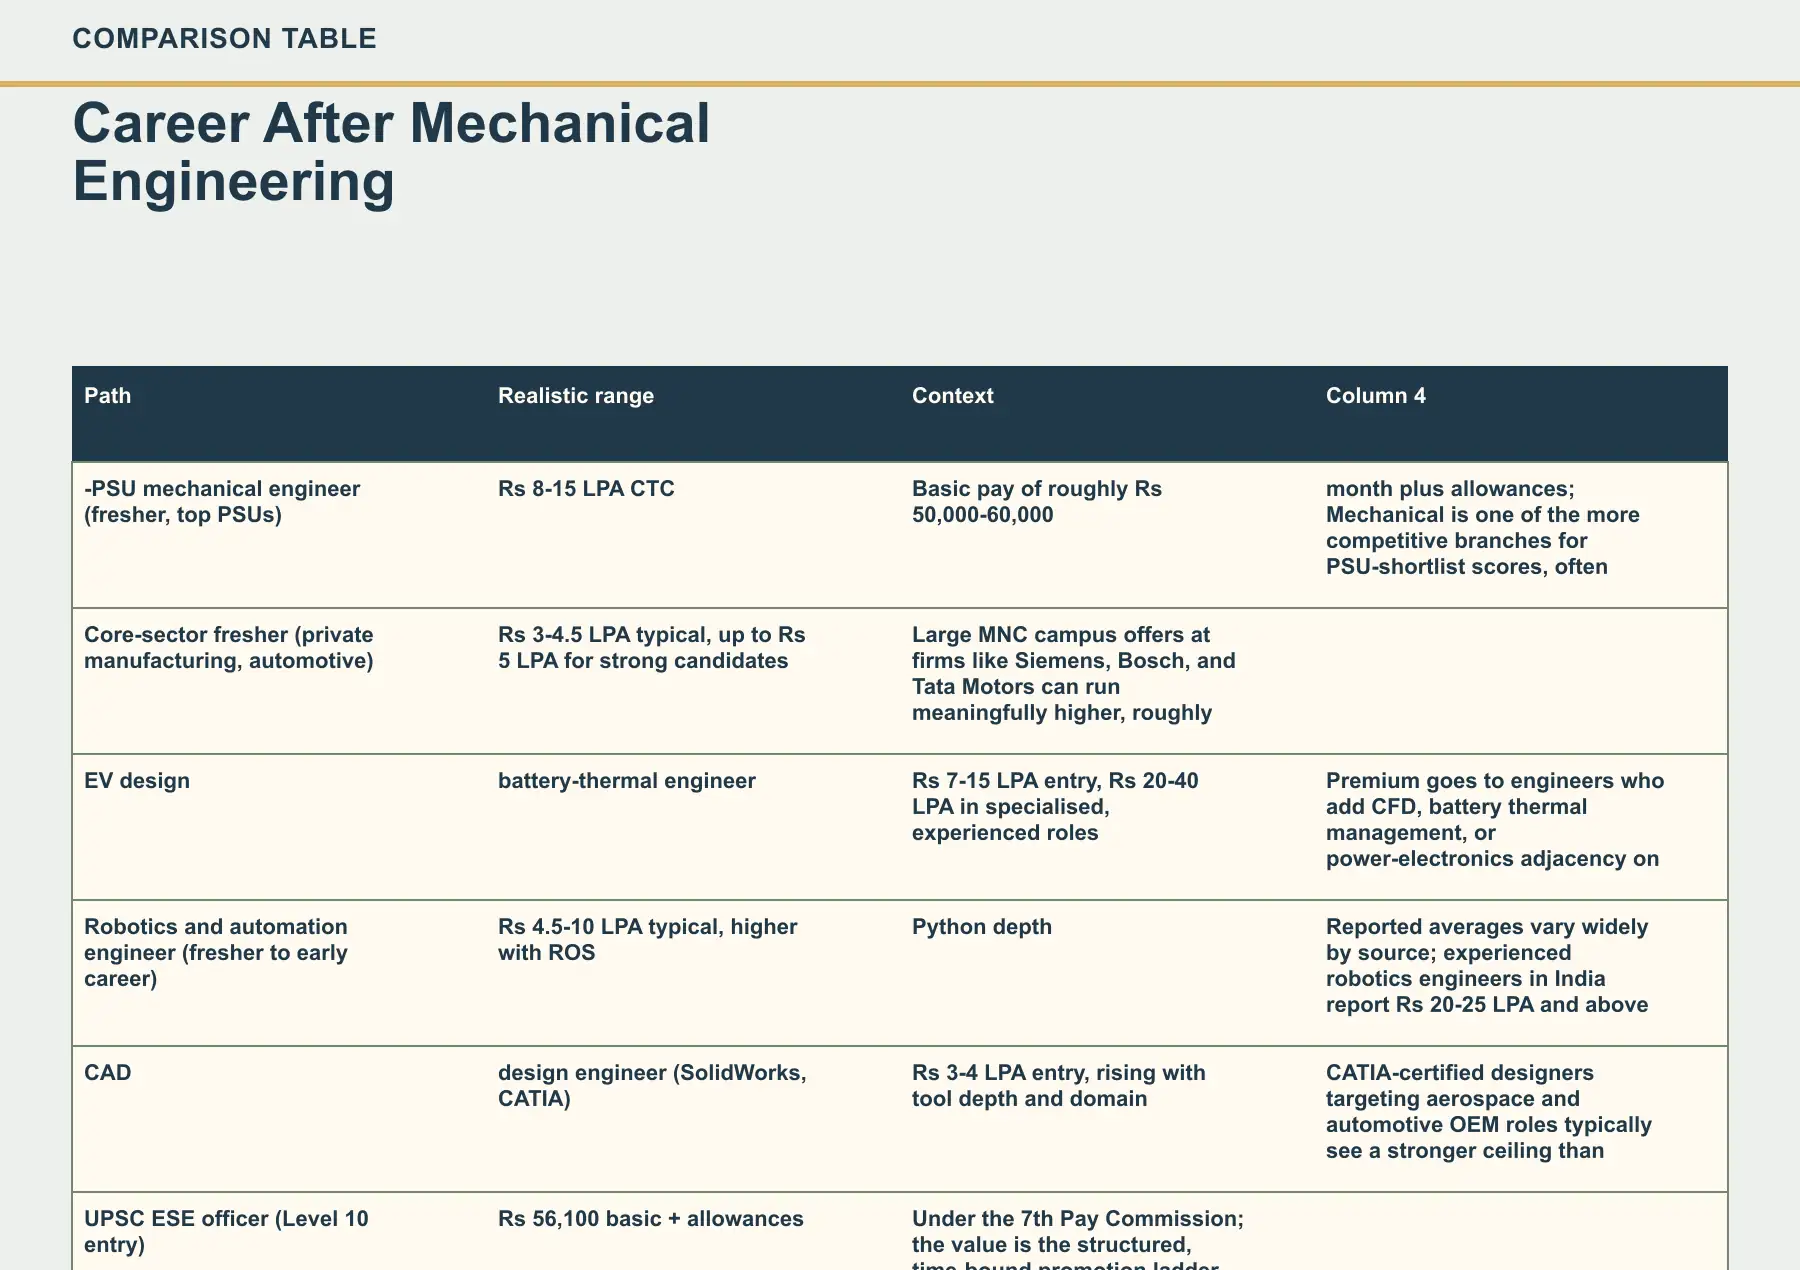 COMPARISON TABLE
Career After Mechanical
Engineering
Path
Realistic range
Context
Column 4
-PSU mechanical engineer
(fresher, top PSUs)
Rs 8-15 LPA CTC
Basic pay of roughly Rs
50,000-60,000
month plus allowances;
Mechanical is one of the more
competitive branches for
PSU-shortlist scores, often
Core-sector fresher (private
manufacturing, automotive)
Rs 3-4.5 LPA typical, up to Rs
5 LPA for strong candidates
Large MNC campus offers at
firms like Siemens, Bosch, and
Tata Motors can run
meaningfully higher, roughly
EV design
battery-thermal engineer
Rs 7-15 LPA entry, Rs 20-40
LPA in specialised,
experienced roles
Premium goes to engineers who
add CFD, battery thermal
management, or
power-electronics adjacency on
Robotics and automation
engineer (fresher to early
career)
Rs 4.5-10 LPA typical, higher
with ROS
Python depth
Reported averages vary widely
by source; experienced
robotics engineers in India
report Rs 20-25 LPA and above
CAD
design engineer (SolidWorks,
CATIA)
Rs 3-4 LPA entry, rising with
tool depth and domain
CATIA-certified designers
targeting aerospace and
automotive OEM roles typically
see a stronger ceiling than
UPSC ESE officer (Level 10
entry)
Rs 56,100 basic + allowances
Under the 7th Pay Commission;
the value is the structured,
time-bound promotion ladder